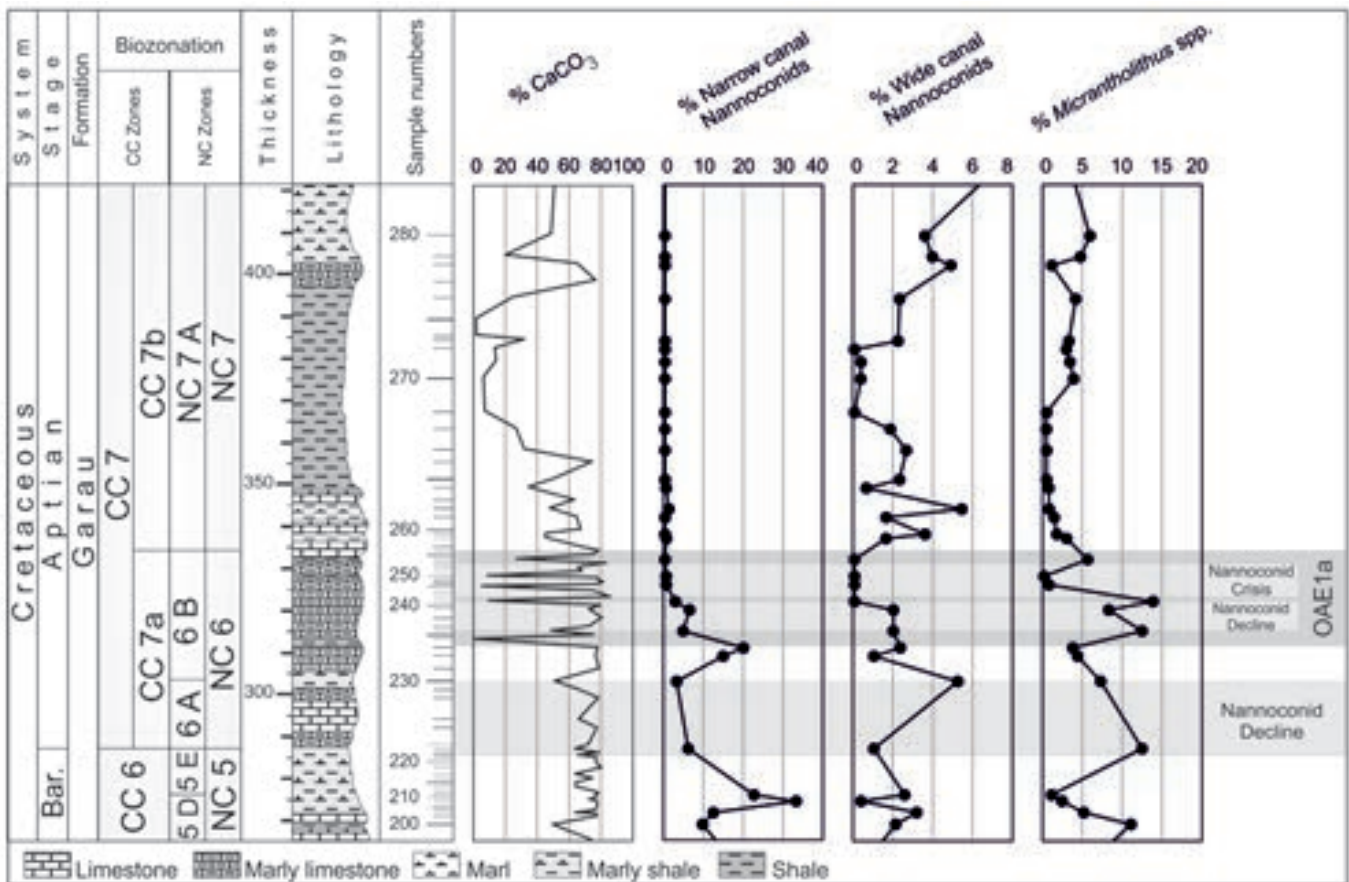 System
Stage
Formation
Biozonation
CC Zones
NC Zones
Thickness
Lithology
Sample numbers
% CaCO3
% Narrow canal
Nannoconids
% Wide canal
Nannoconids
% Micrantholithus spp.
0 20 40 60 80 100
0 10 20 30 40
0 2 4 6 8
0 5 10 15 20
Cretaceous
Aptian
Bar.
Garau
CC 7
CC 7b
CC 7a
CC 6
NC 7A
6 B
6 A
5 E
5 D
NC 7
NC 6
NC 5
400
350
300
280
270
260
250
240
230
220
210
200
Nannoconid
Crisis
Nannoconid
Decline
OAE1a
Nannoconid
Decline
Limestone
Marly limestone
Marl
Marly shale
Shale